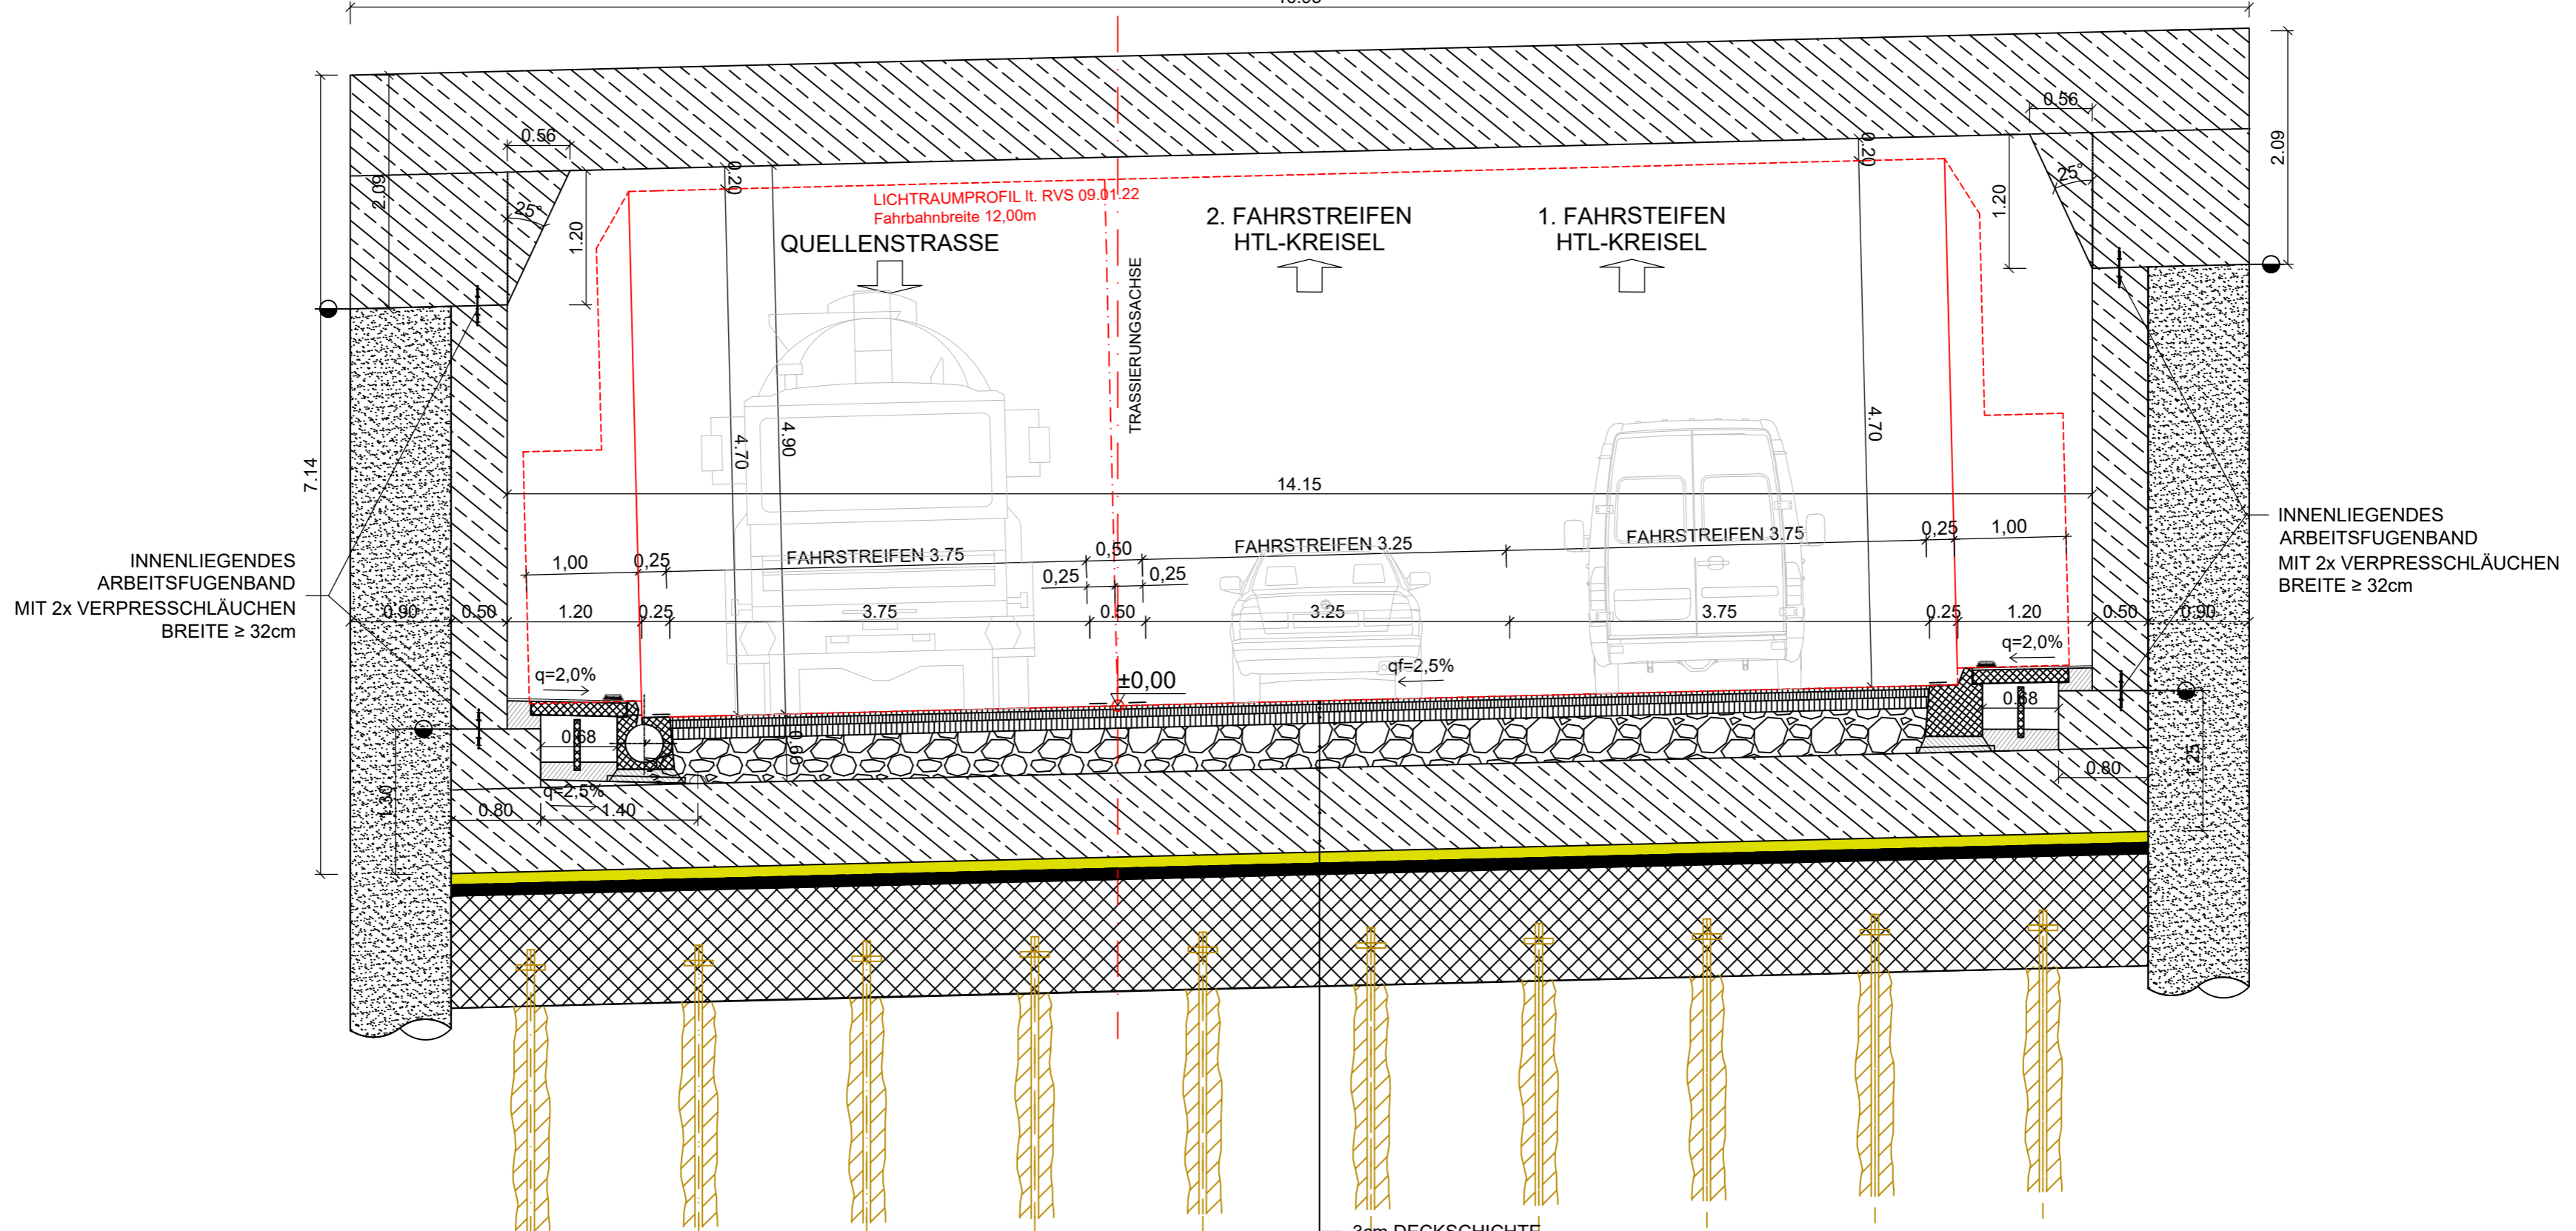 0.56
0.56
2.09
2.09
0.20
0.20
25°
25°
1.20
1.20
LICHTRAUMPROFIL lt. RVS 09.01.22
Fahrbahnbreite 12,00m
QUELLENSTRASSE
2. FAHRSTREIFEN
HTL-KREISEL
1. FAHRSTEIFEN
HTL-KREISEL
TRASSIERUNGSACHSE
7.14
4.70
4.90
4.70
14.15
INNENLIEGENDES
ARBEITSFUGENBAND
MIT 2x VERPRESSCHLÄUCHEN
BREITE ≥ 32cm
INNENLIEGENDES
ARBEITSFUGENBAND
MIT 2x VERPRESSCHLÄUCHEN
BREITE ≥ 32cm
1,00 0,25 FAHRSTREIFEN 3.75 0,50 FAHRSTREIFEN 3.25 FAHRSTREIFEN 3.75 0,25 1,00
0,25 0,25
0.90 0.50 1.20 0.25 3.75 0.50 3.25 3.75 0.25 1.20 0.50 0.90
q=2,0%
±0,00
qf=2,5%
q=2,0%
0.68
0.60
0.68
q=2,5%
1.30
0.80 1.40
0.80
1.25
3cm DECKSCHICHTE